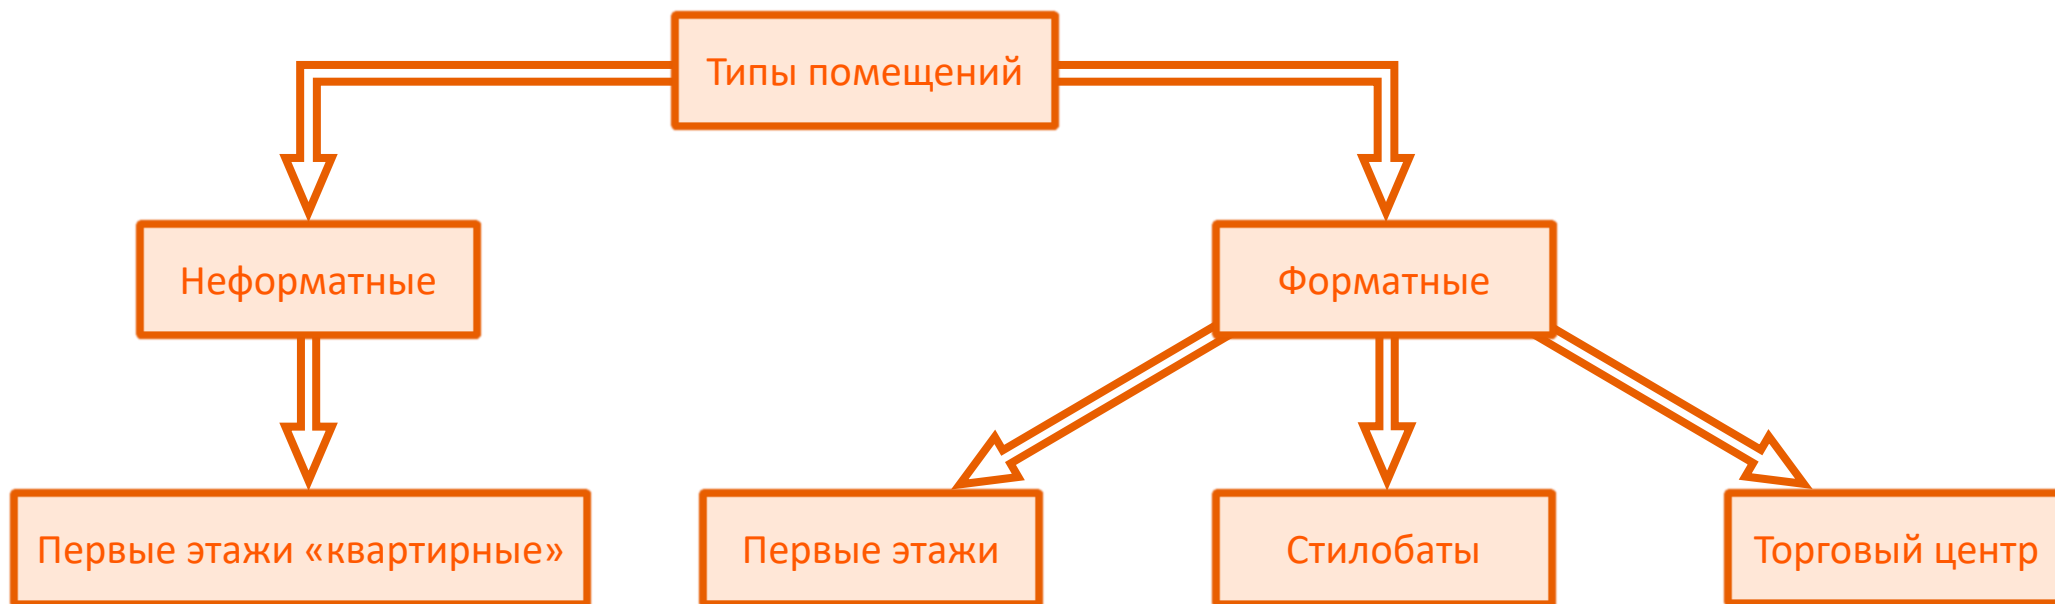 Типы помещений
Неформатные
Форматные
Первые этажи «квартирные»
Первые этажи
Стилобаты
Торговый центр